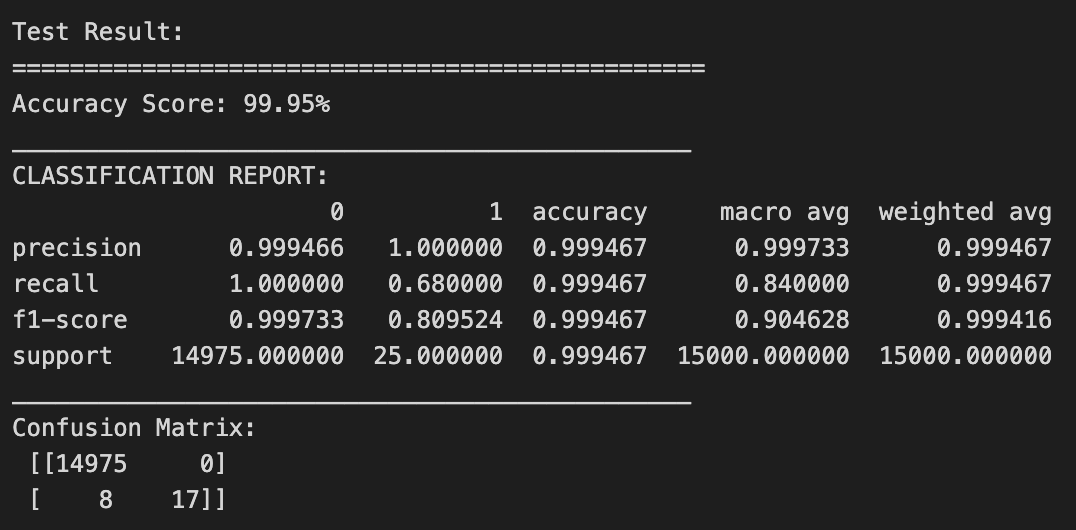 Test Result:
================================================
Accuracy Score: 99.95%
_______________________________________________
CLASSIFICATION REPORT:
                      0          1  accuracy     macro avg  weighted avg
precision      0.999466   1.000000  0.999467      0.999733      0.999467
recall         1.000000   0.680000  0.999467      0.840000      0.999467
f1-score       0.999733   0.809524  0.999467      0.904628      0.999416
support    14975.000000  25.000000  0.999467  15000.000000  15000.000000
_______________________________________________
Confusion Matrix:
 [[14975     0]
 [    8    17]]